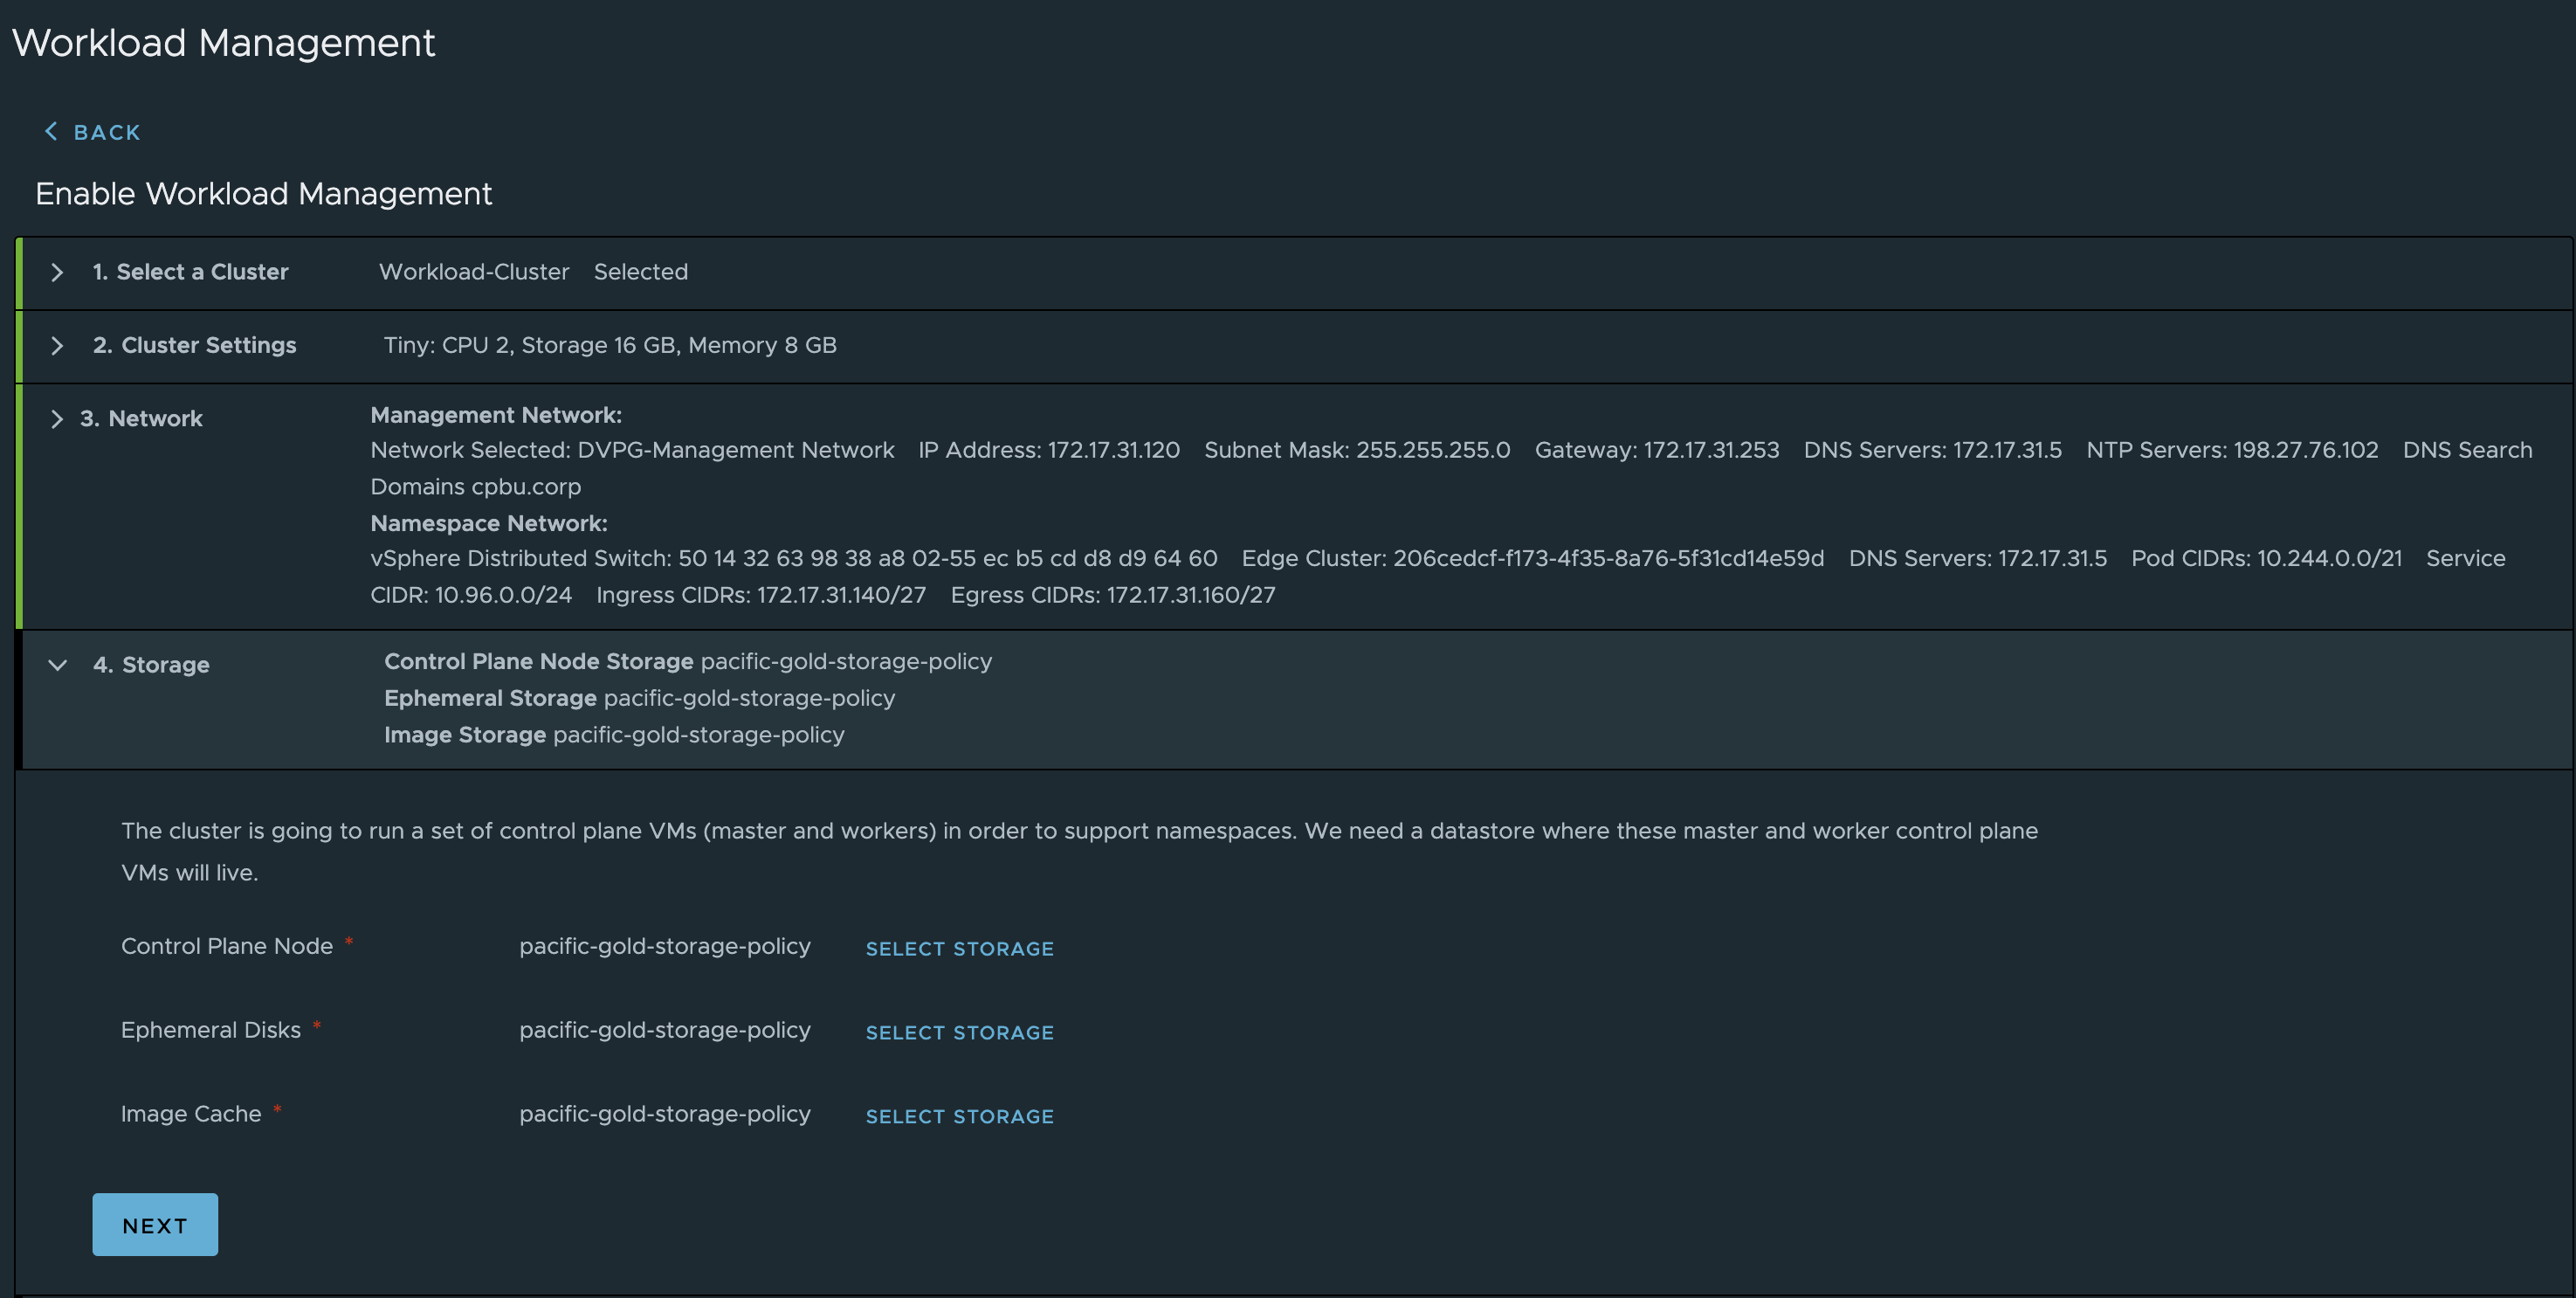 Workload Management
BACK
Enable Workload Management
1. Select a Cluster Workload-Cluster Selected
2. Cluster Settings Tiny: CPU 2, Storage 16 GB, Memory 8 GB
3. Network Management Network:
Network Selected: DVPG-Management Network IP Address: 172.17.31.120 Subnet Mask: 255.255.255.0 Gateway: 172.17.31.253 DNS Servers: 172.17.31.5 NTP Servers: 198.27.76.102 DNS Search
Domains cpbu.corp
Namespace Network:
vSphere Distributed Switch: 50 14 32 63 98 38 a8 02-55 ec b5 cd d8 d9 64 60 Edge Cluster: 206cedcf-f173-4f35-8a76-5f31cd14e59d DNS Servers: 172.17.31.5 Pod CIDRs: 10.244.0.0/21 Service
CIDR: 10.96.0.0/24 Ingress CIDRs: 172.17.31.140/27 Egress CIDRs: 172.17.31.160/27
4. Storage Control Plane Node Storage pacific-gold-storage-policy
Ephemeral Storage pacific-gold-storage-policy
Image Storage pacific-gold-storage-policy
The cluster is going to run a set of control plane VMs (master and workers) in order to support namespaces. We need a datastore where these master and worker control plane
VMs will live.
Control Plane Node * pacific-gold-storage-policy SELECT STORAGE
Ephemeral Disks * pacific-gold-storage-policy SELECT STORAGE
Image Cache * pacific-gold-storage-policy SELECT STORAGE
NEXT